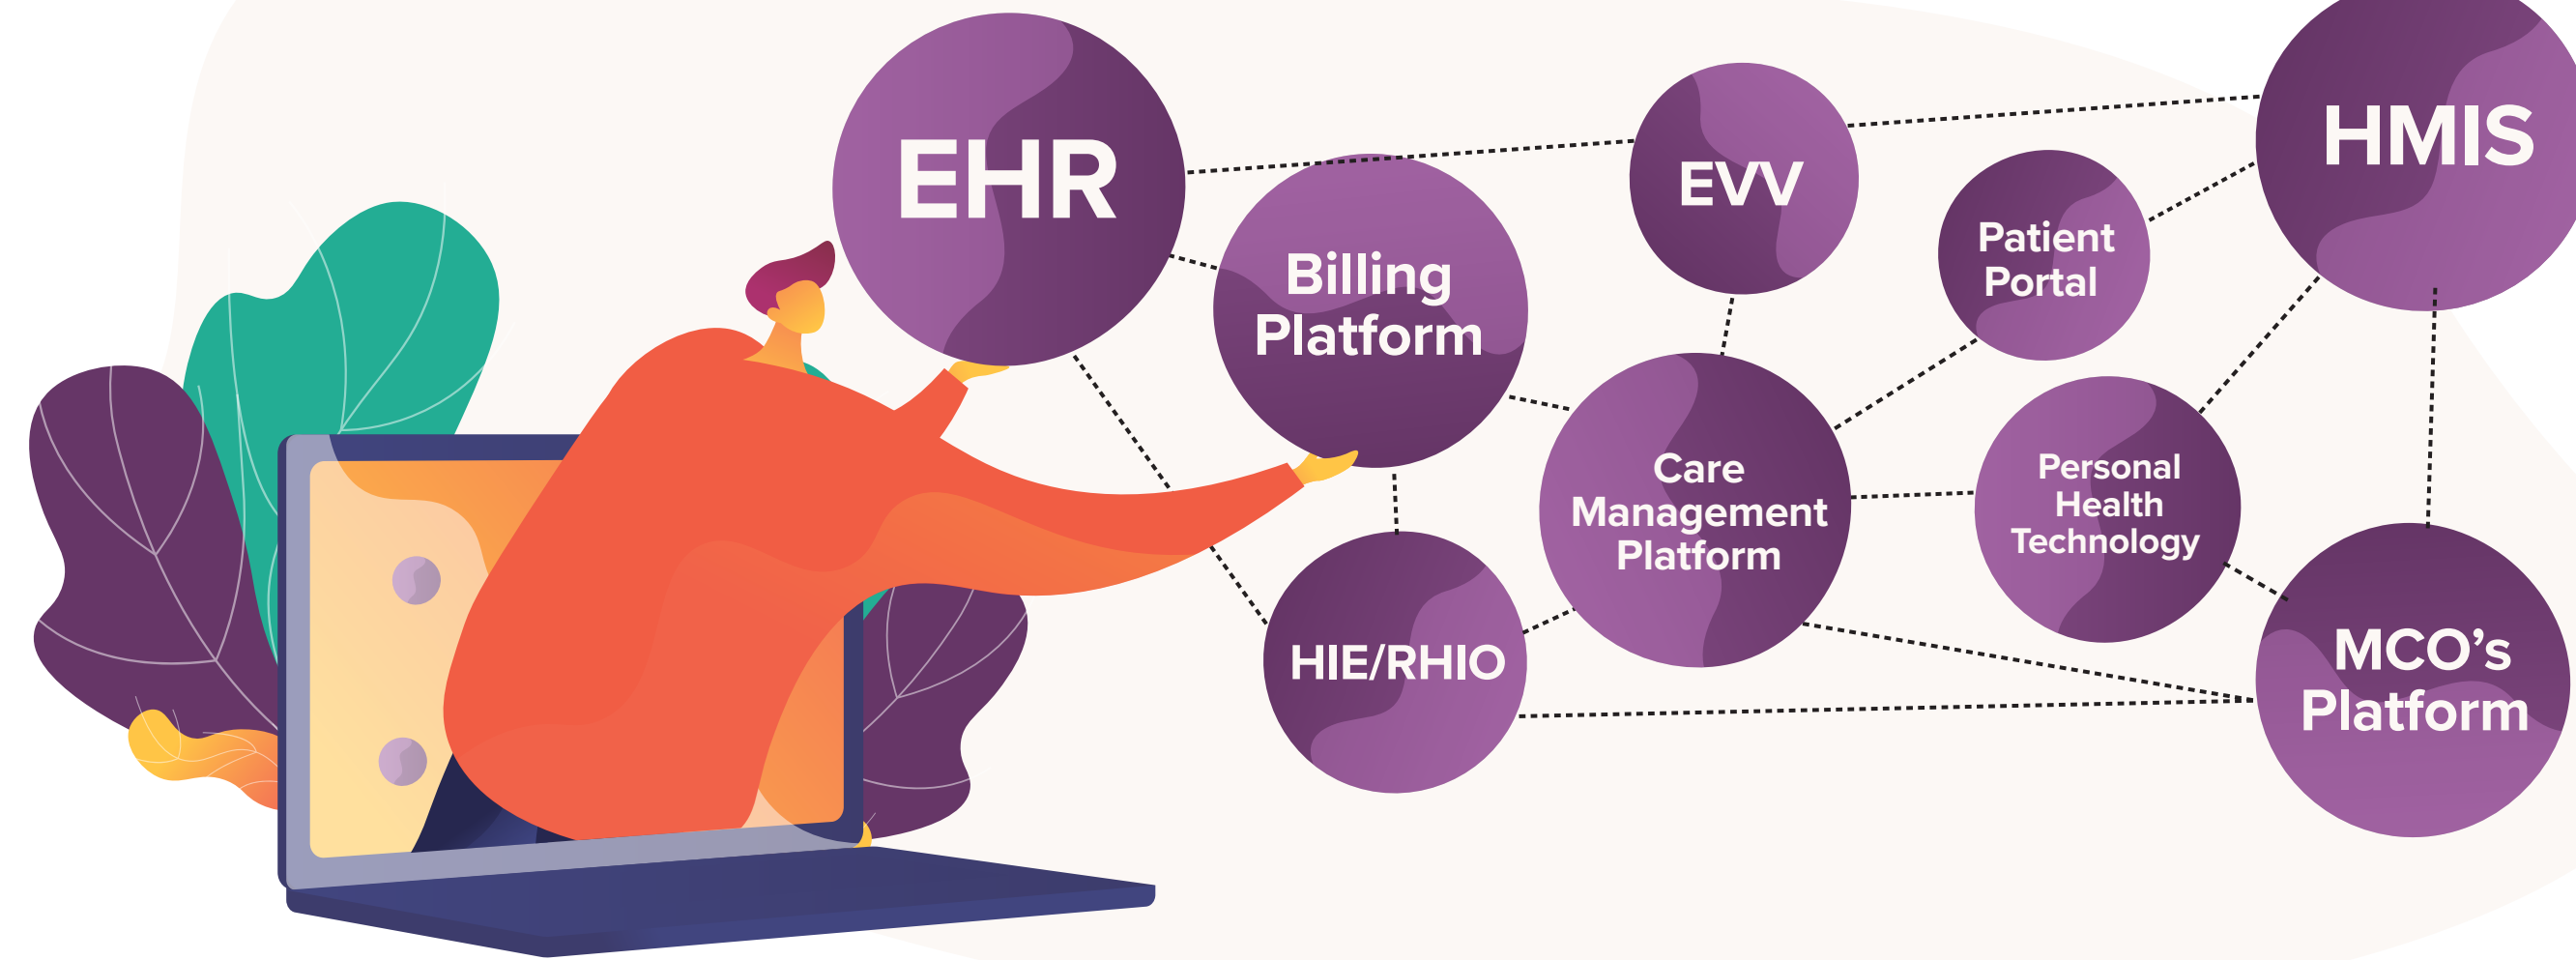 EHR
Billing
Platform
EVV
Patient
Portal
HMIS
Care
Management
Platform
Personal
Health
Technology
HIE/RHIO
MCO’s
Platform